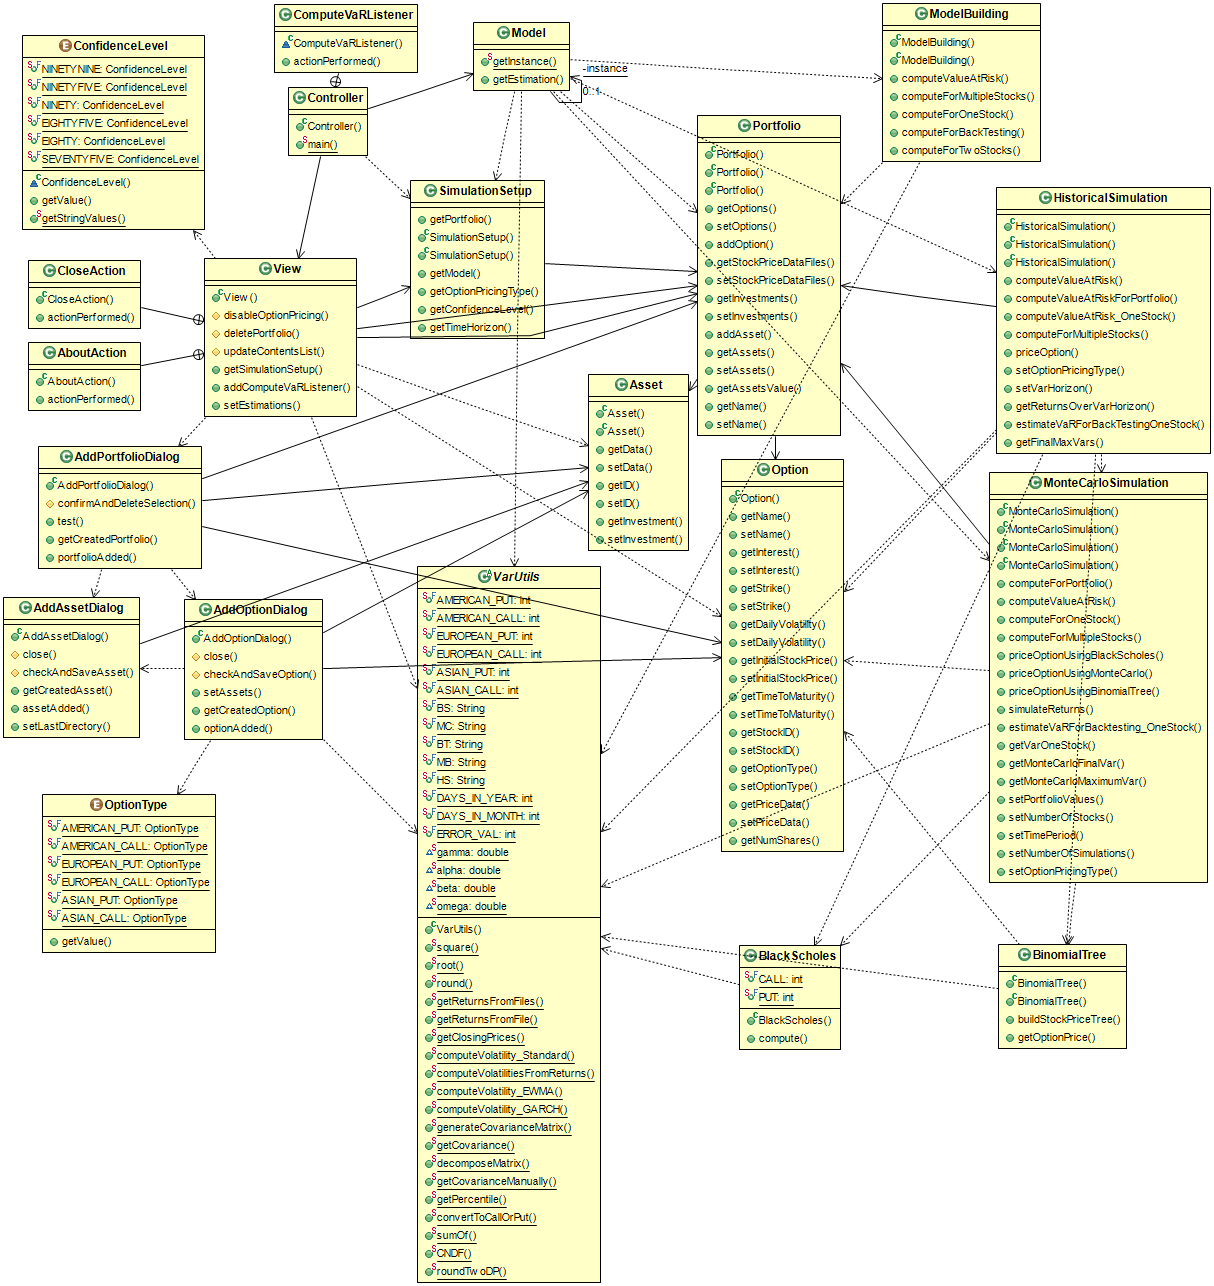 ComputeVaRListener
ComputeVaRListener()
actionPerformed()
ConfidenceLevel
NINETYNINE: ConfidenceLevel
NINETYFIVE: ConfidenceLevel
NINETY: ConfidenceLevel
EIGHTYFIVE: ConfidenceLevel
EIGHTY: ConfidenceLevel
SEVENTYFIVE: ConfidenceLevel
ConfidenceLevel()
getValue()
getStringValues()
Controller
Controller()
main()
Model
getInstance()
getEstimation()
-instance
0..1
ModelBuilding
ModelBuilding()
ModelBuilding()
computeValueAtRisk()
computeForMultipleStocks()
computeForOneStock()
computeForBackTesting()
computeForTwoStocks()
Portfolio
Portfolio()
Portfolio()
Portfolio()
getOptions()
setOptions()
addOption()
getStockPriceDataFiles()
setStockPriceDataFiles()
getInvestments()
setInvestments()
addAsset()
getAssets()
setAssets()
getAssetsValue()
getName()
setName()
SimulationSetup
getPortfolio()
SimulationSetup()
SimulationSetup()
getModel()
getOptionPricingType()
getConfidenceLevel()
getTimeHorizon()
HistoricalSimulation
HistoricalSimulation()
HistoricalSimulation()
HistoricalSimulation()
computeValueAtRisk()
computeValueAtRiskForPortfolio()
computeValueAtRisk_OneStock()
computeForMultipleStocks()
priceOption()
setOptionPricingType()
setVarHorizon()
getReturnsOverVarHorizon()
estimateVaRForBackTestingOneStock()
getFinalMaxVars()
CloseAction
CloseAction()
actionPerformed()
AboutAction
AboutAction()
actionPerformed()
View
View()
disableOptionPricing()
deletePortfolio()
updateContentsList()
getSimulationSetup()
addComputeVaRListener()
setEstimations()
Asset
Asset()
Asset()
getData()
setData()
getID()
setID()
getInvestment()
setInvestment()
AddPortfolioDialog
AddPortfolioDialog()
confirmAndDeleteSelection()
test()
getCreatedPortfolio()
portfolioAdded()
Option
Option()
getName()
setName()
getInterest()
setInterest()
getStrike()
setStrike()
getDailyVolatility()
setDailyVolatility()
getInitialStockPrice()
setInitialStockPrice()
getTimeToMaturity()
setTimeToMaturity()
getStockID()
setStockID()
getOptionType()
setOptionType()
getPriceData()
setPriceData()
getNumShares()
MonteCarloSimulation
MonteCarloSimulation()
MonteCarloSimulation()
MonteCarloSimulation()
MonteCarloSimulation()
computeForPortfolio()
computeValueAtRisk()
computeForOneStock()
computeForMultipleStocks()
priceOptionUsingBlackScholes()
priceOptionUsingMonteCarlo()
priceOptionUsingBinomialTree()
simulateReturns()
estimateVaRForBacktesting_OneStock()
getVarOneStock()
getMonteCarloFinalVar()
getMonteCarloMaximumVar()
setPortfolioValues()
setNumberOfStocks()
setTimePeriod()
setNumberOfSimulations()
setOptionPricingType()
AddAssetDialog
AddAssetDialog()
close()
checkAndSaveAsset()
getCreatedAsset()
assetAdded()
setLastDirectory()
AddOptionDialog
AddOptionDialog()
close()
checkAndSaveOption()
setAssets()
getCreatedOption()
optionAdded()
VarUtils
AMERICAN_PUT: int
AMERICAN_CALL: int
EUROPEAN_PUT: int
EUROPEAN_CALL: int
ASIAN_PUT: int
ASIAN_CALL: int
BS: String
MC: String
BT: String
MB: String
HS: String
DAYS_IN_YEAR: int
DAYS_IN_MONTH: int
ERROR_VAL: int
gamma: double
alpha: double
beta: double
omega: double
VarUtils()
square()
root()
round()
getReturnsFromFiles()
getReturnsFromFile()
getClosingPrices()
computeVolatility_Standard()
computeVolatilitiesFromReturns()
computeVolatility_EWMA()
computeVolatility_GARCH()
generateCovarianceMatrix()
getCovariance()
decomposeMatrix()
getCovarianceManually()
getPercentile()
convertToCallOrPut()
sumOf()
CNDF()
roundTwoDP()
OptionType
AMERICAN_PUT: OptionType
AMERICAN_CALL: OptionType
EUROPEAN_PUT: OptionType
EUROPEAN_CALL: OptionType
ASIAN_PUT: OptionType
ASIAN_CALL: OptionType
getValue()
BlackScholes
CALL: int
PUT: int
BlackScholes()
compute()
BinomialTree
BinomialTree()
BinomialTree()
buildStockPriceTree()
getOptionPrice()